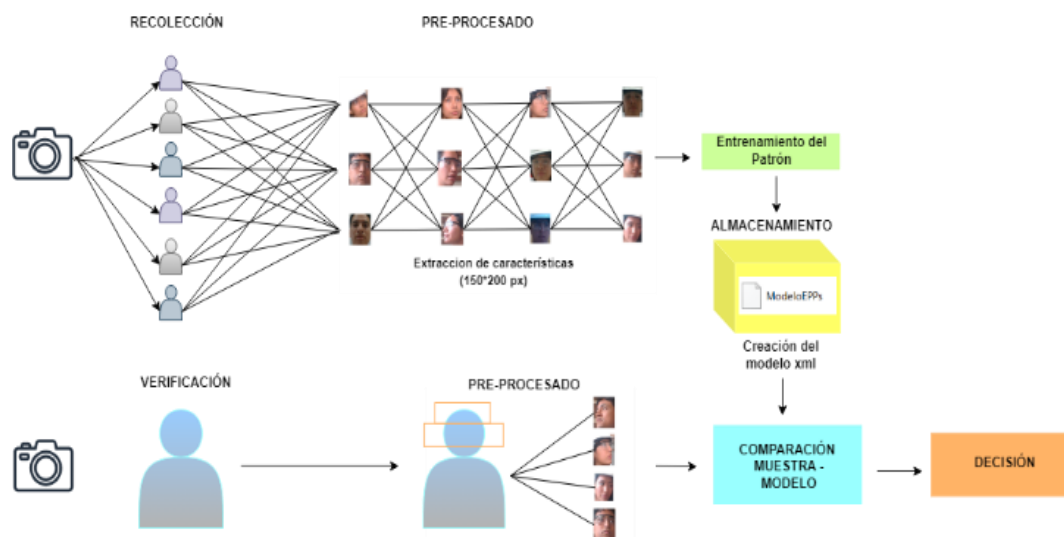 RECOLECCIÓN
PRE-PROCESADO
Extraccion de características
(150*200 px)
Entrenamiento del
Patrón
ALMACENAMIENTO
ModeloEPPs
Creación del
modelo xml
VERIFICACIÓN
PRE-PROCESADO
COMPARACIÓN
MUESTRA -
MODELO
DECISIÓN